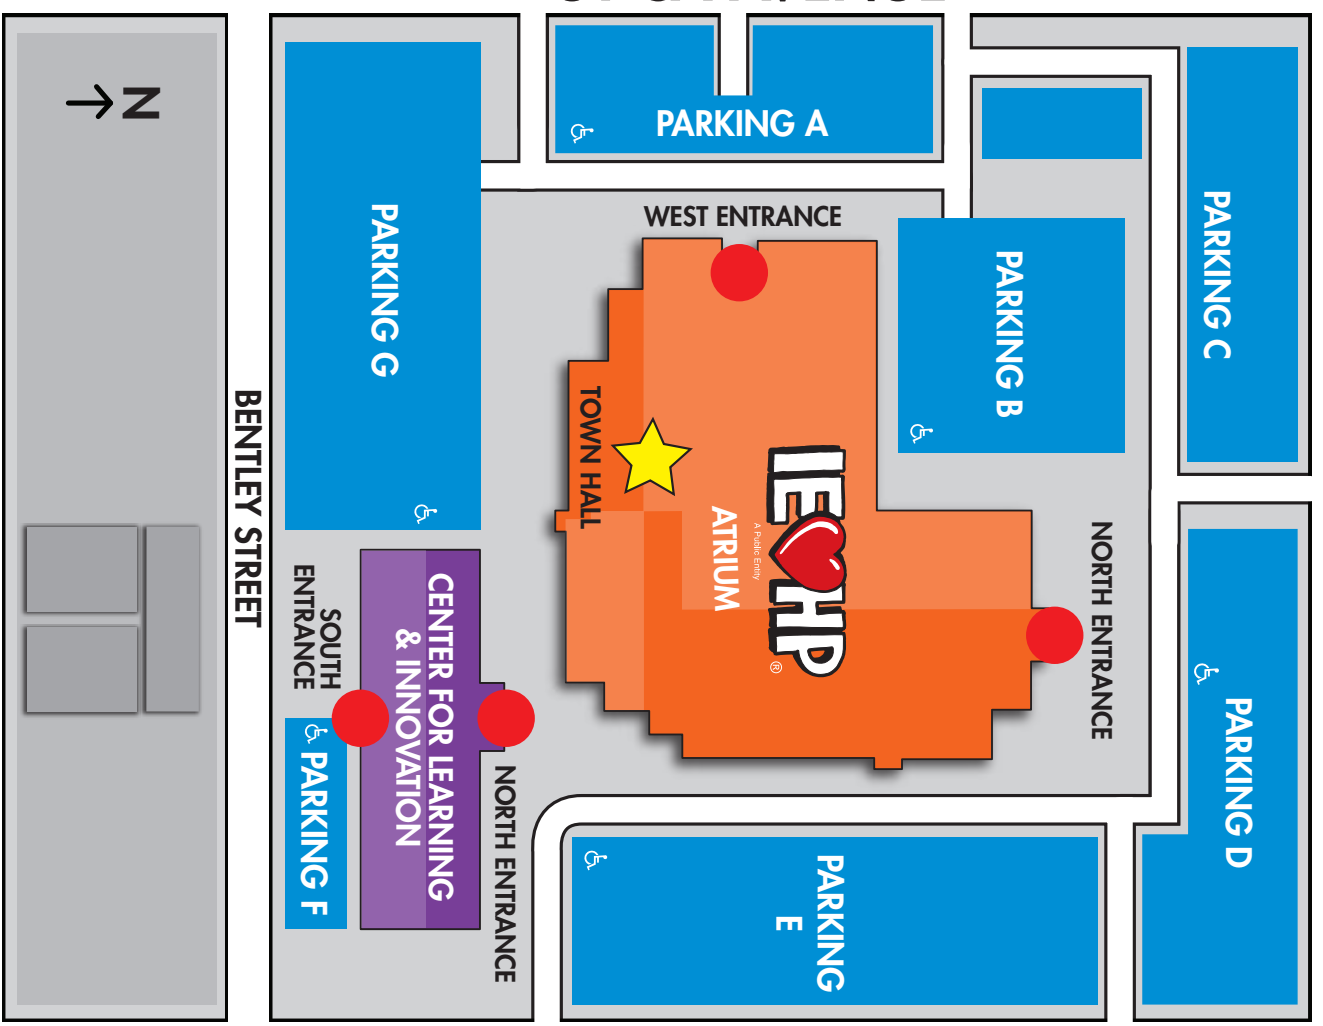 N
PARKING A
WEST ENTRANCE
PARKING G
PARKING B
PARKING C
TOWN HALL
IEHP
®
A Public Entity
ATRIUM
NORTH ENTRANCE
BENTLEY STREET
SOUTH
ENTRANCE
CENTER FOR LEARNING
& INNOVATION
NORTH ENTRANCE
PARKING F
PARKING
E
PARKING D